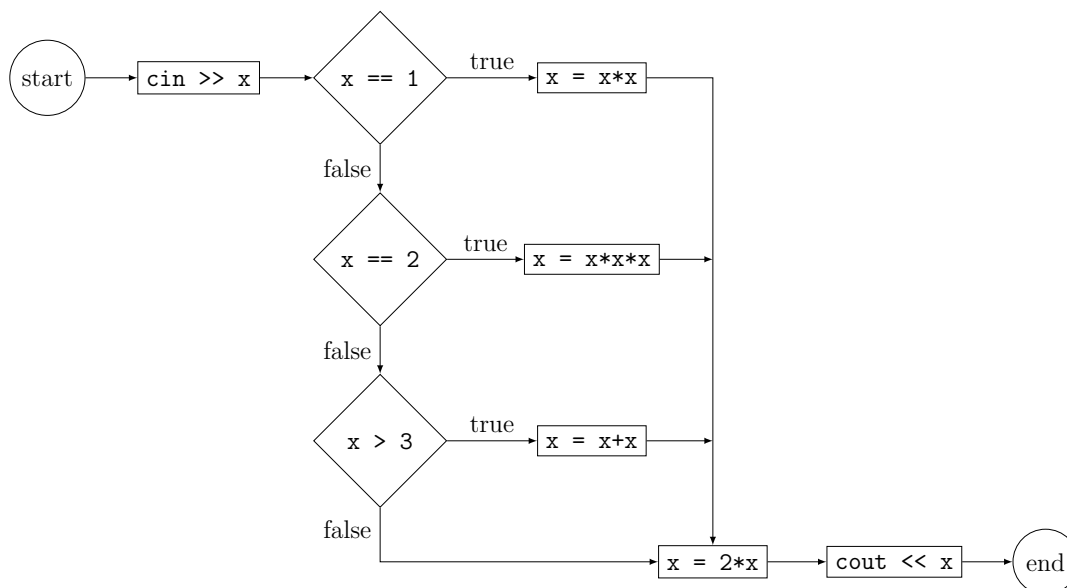 start
cin >> x
x == 1
true
x = x*x
false
x == 2
true
x = x*x*x
false
x > 3
true
x = x+x
false
x = 2*x
cout << x
end